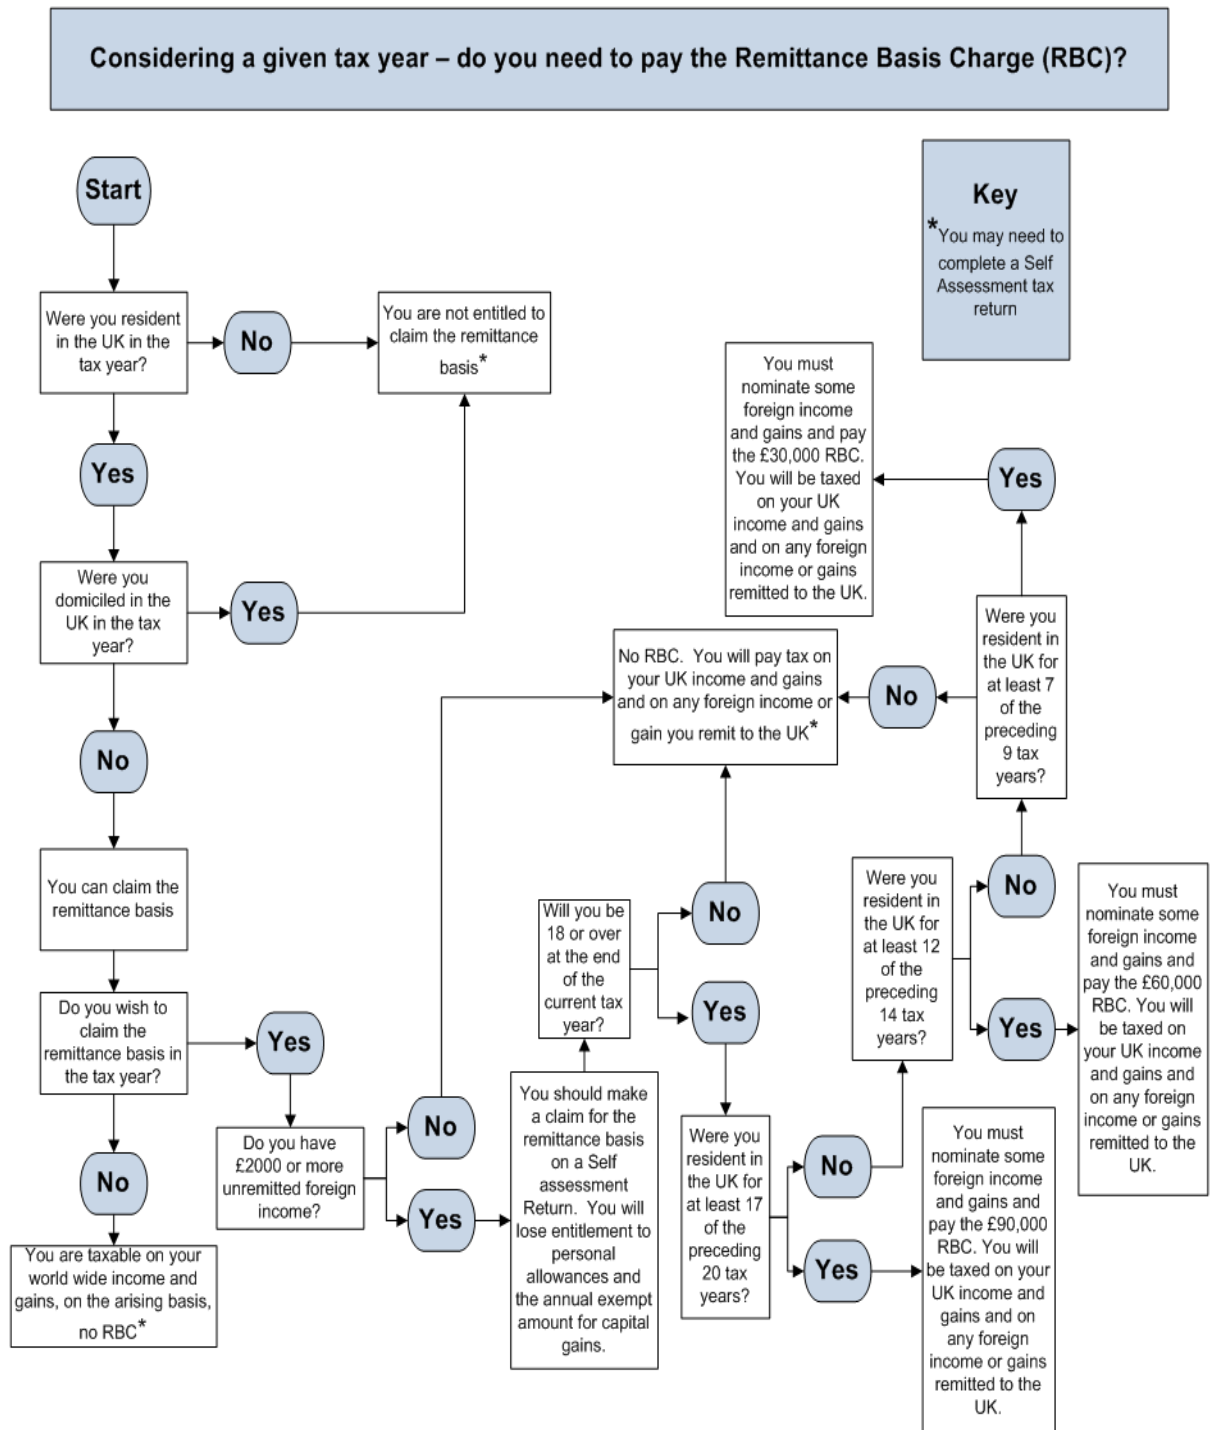 Considering a given tax year – do you need to pay the Remittance Basis Charge (RBC)?
Start
Key
*You may need to
complete a Self
Assessment tax
return
Were you resident
in the UK in the
tax year?
No
You are not entitled to
claim the remittance
basis*
Yes
Were you
domiciled in the
UK in the tax
year?
Yes
No
You can claim the
remittance basis
Do you wish to
claim the
remittance basis in
the tax year?
Yes
No
You are taxable on your
world wide income and
gains, on the arising basis,
no RBC*
Do you have
£2000 or more
unremitted foreign
income?
No
Yes
You should make
a claim for the
remittance basis
on a Self
assessment
Return. You will
lose entitlement to
personal
allowances and
the annual exempt
amount for capital
gains.
Will you be
18 or over
at the end
of the
current tax
year?
No
Yes
No RBC. You will pay tax on
your UK income and gains
and on any foreign income or
gain you remit to the UK*
Were you
resident in
the UK for
at least 17
of the
preceding
20 tax
years?
No
Yes
You must
nominate some
foreign income
and gains and
pay the £90,000
RBC. You will
be taxed on your
UK income and
gains and on
any foreign
income or gains
remitted to the
UK.
Were you
resident in
the UK for
at least 12
of the
preceding
14 tax
years?
No
Yes
You must
nominate some
foreign income
and gains and
pay the £60,000
RBC. You will
be taxed on
your UK income
and gains and
on any foreign
income or gains
remitted to the
UK.
Were you
resident in
the UK for
at least 7
of the
preceding
9 tax
years?
No
Yes
You must
nominate some
foreign income
and gains and pay
the £30,000 RBC.
You will be taxed
on your UK
income and gains
and on any foreign
income or gains
remitted to the UK.